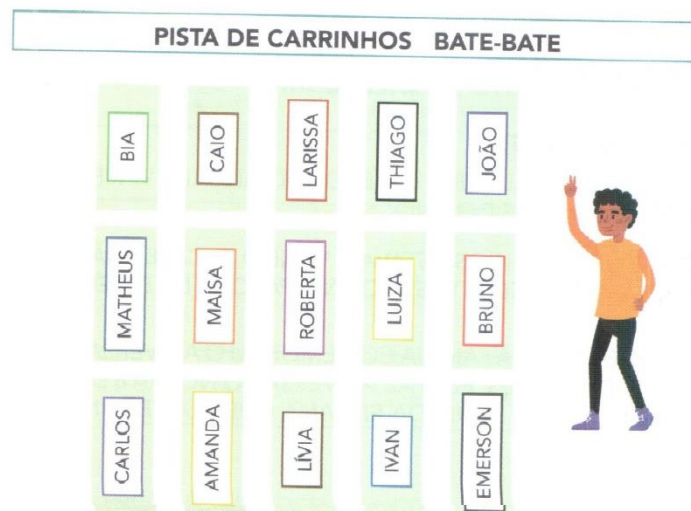 PISTA DE CARRINHOS BATE-BATE
BIA
CAIO
LARISSA
THIAGO
JOÃO
MATHEUS
MAÍSA
ROBERTA
LUIZA
BRUNO
CARLOS
AMANDA
LÍVIA
IVAN
EMERSON